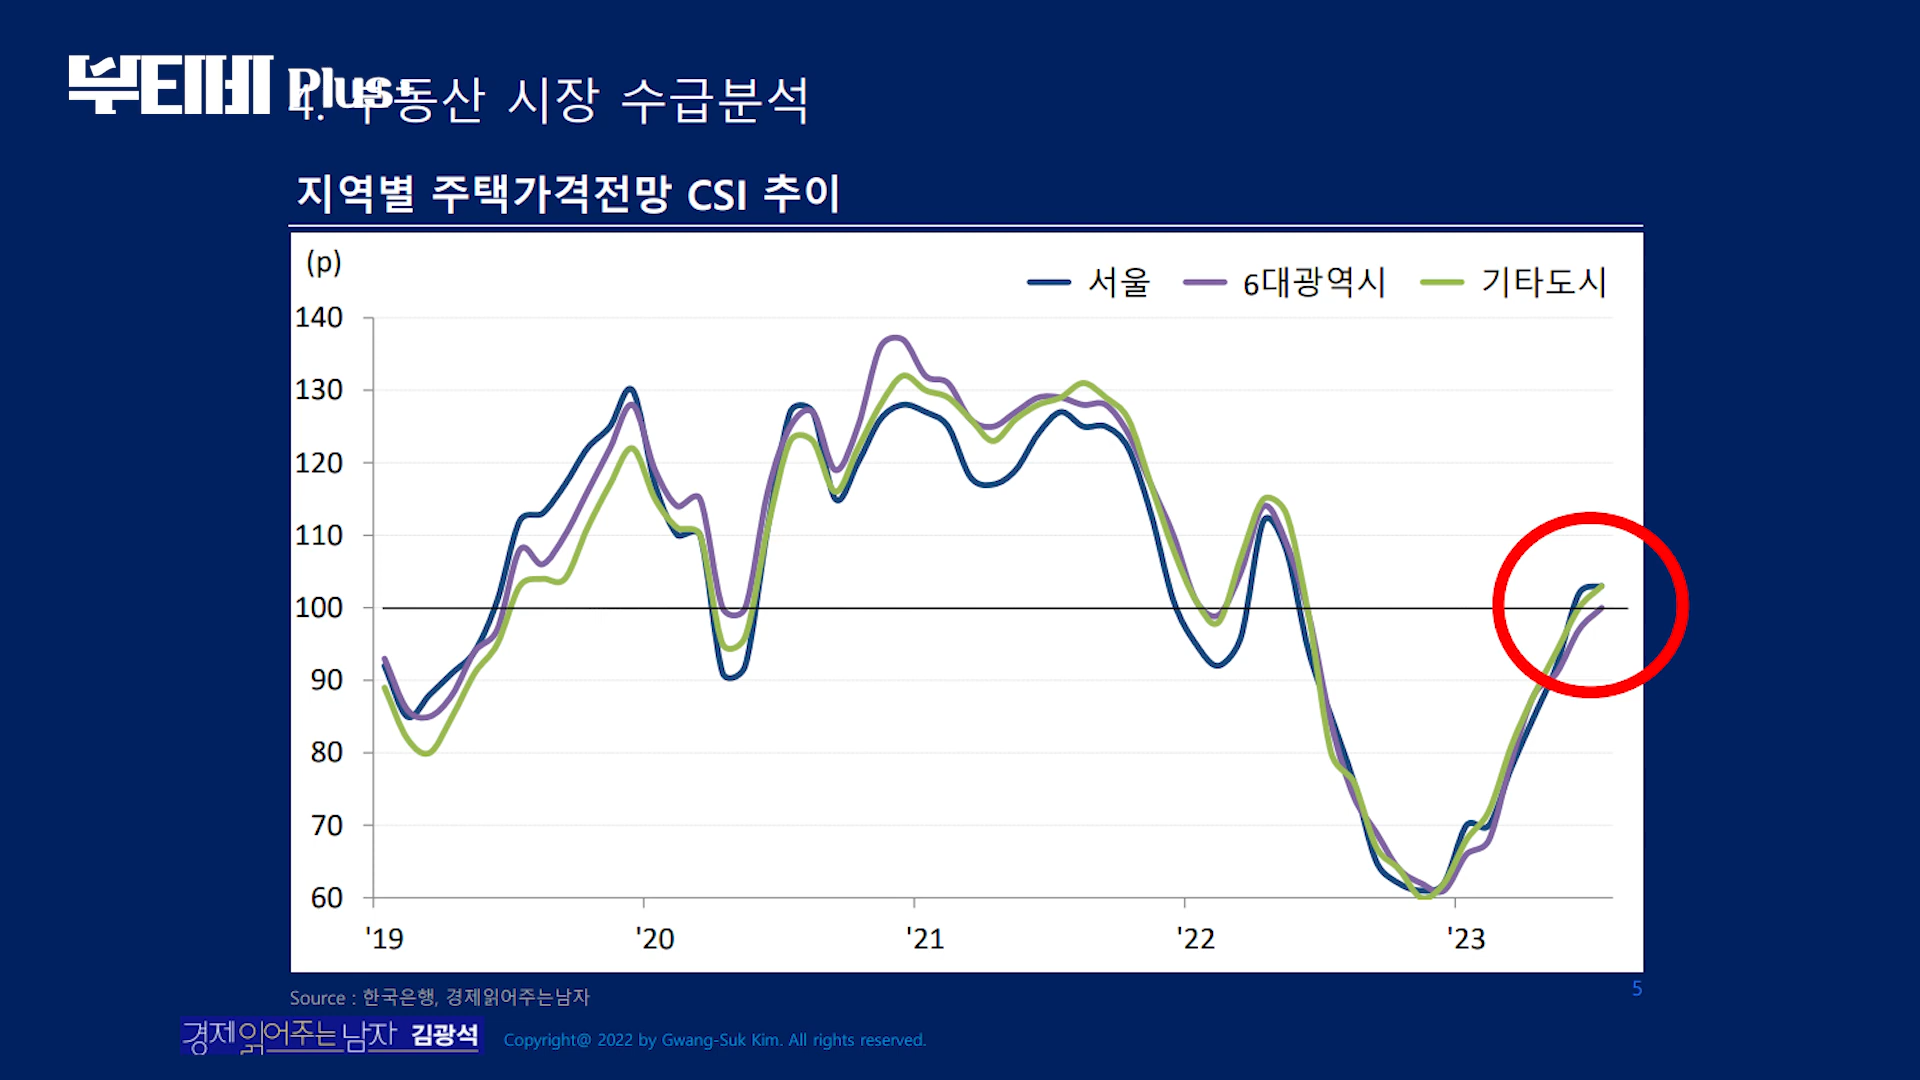 부티페 Plus+
동산 시장 수급분석
지역별 주택가격전망 CSI 추이
(p)
서울 6대광역시 기타도시
140
130
120
110
100
90
80
70
60
'19 '20 '21 '22 '23
Source : 한국은행, 경제읽어주는남자
5
경제읽어주는남자 김광석 Copyright@ 2022 by Gwang-Suk Kim. All rights reserved.